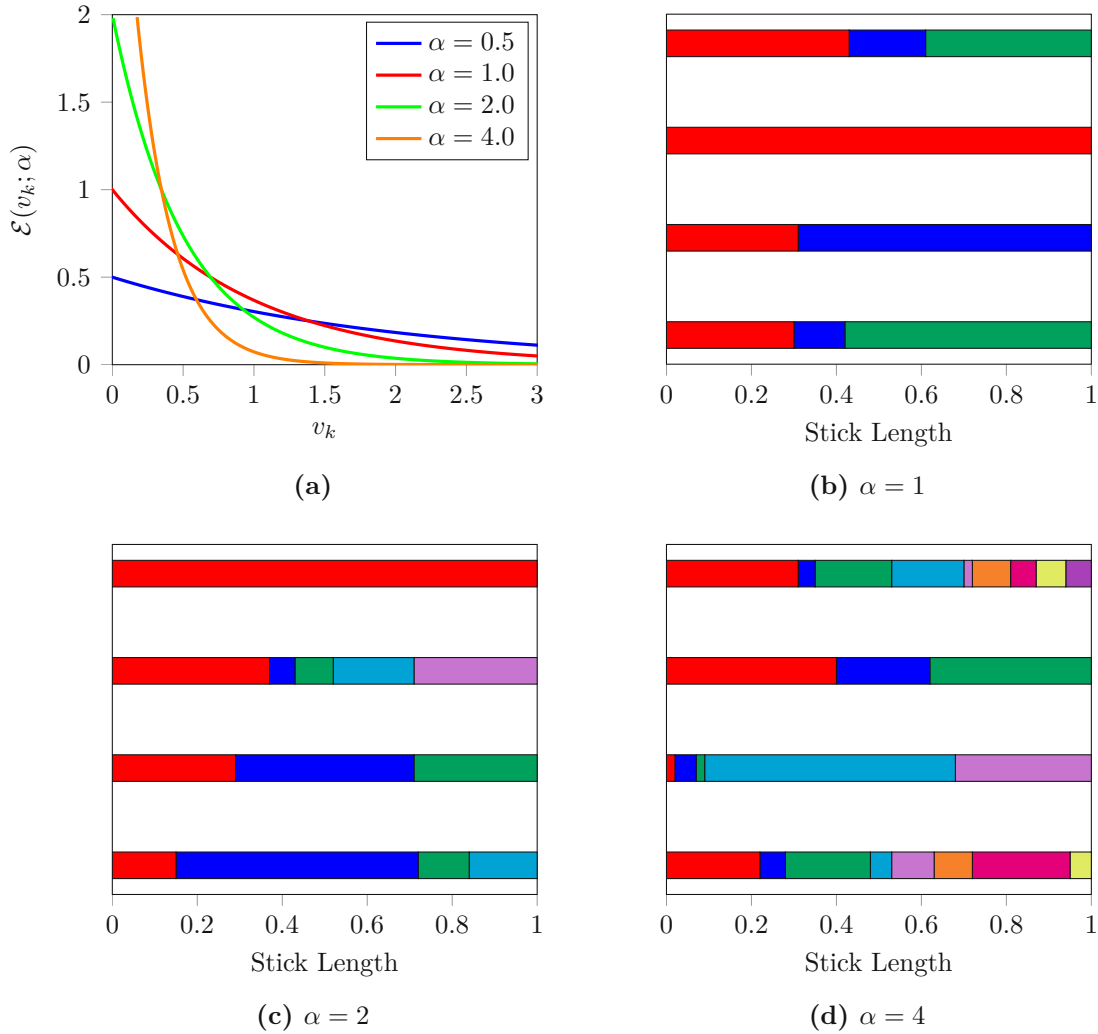 2
1.5
1
0.5
0
0
0.5
1
1.5
2
2.5
3
ℰ(v_k; α)
v_k
α = 0.5
α = 1.0
α = 2.0
α = 4.0
(a)
0
0.2
0.4
0.6
0.8
1
Stick Length
(b) α = 1
0
0.2
0.4
0.6
0.8
1
Stick Length
(c) α = 2
0
0.2
0.4
0.6
0.8
1
Stick Length
(d) α = 4